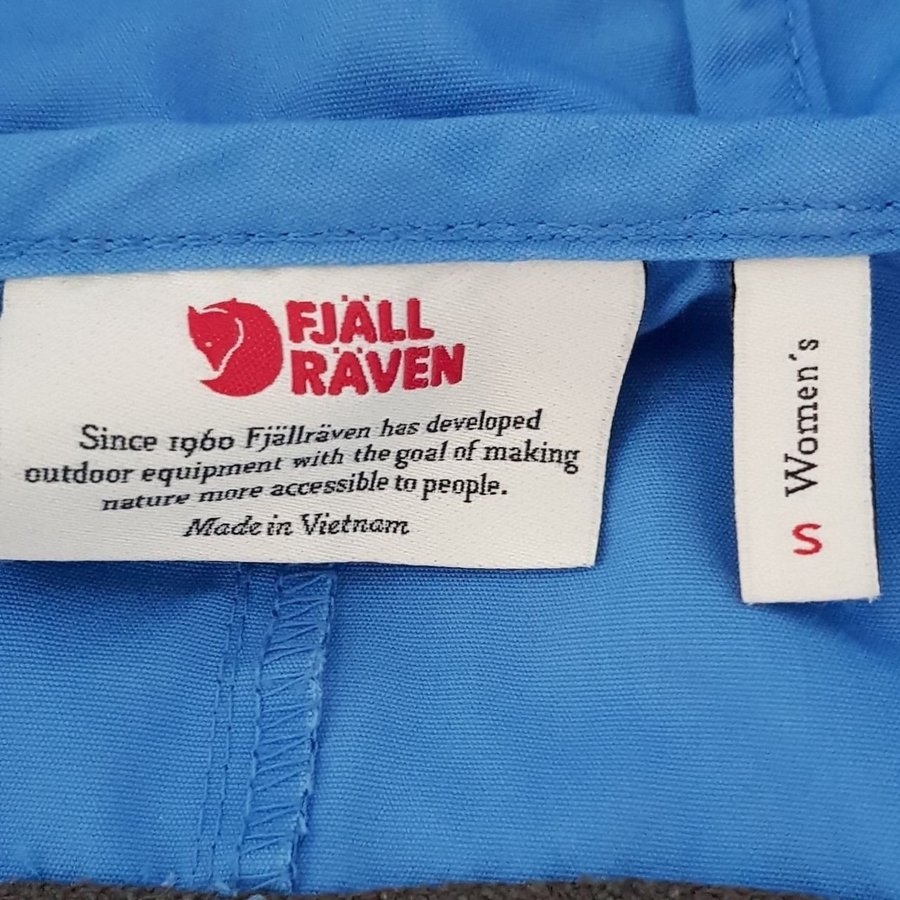 FJÄLL
RÄVEN
Since 1960 Fjällräven has developed
outdoor equipment with the goal of making
nature more accessible to people.
Made in Vietnam
Women´s
S